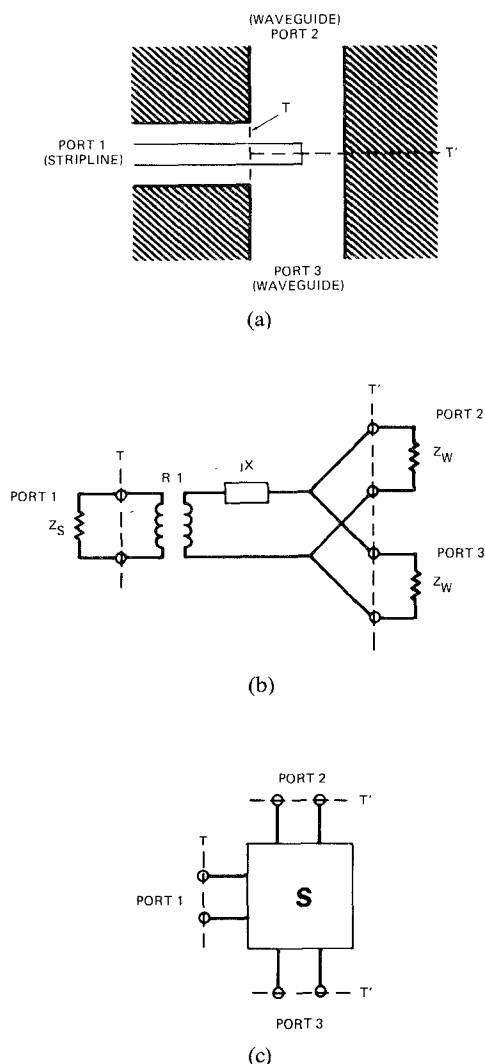 (WAVEGUIDE)
PORT 2
T
PORT 1
(STRIPLINE)
T'
PORT 3
(WAVEGUIDE)
(a)
T'
PORT 2
T
R 1
jX
Z_W
PORT 1
Z_S
PORT 3
Z_W
(b)
PORT 2
T'
T
PORT 1
S
T'
PORT 3
(c)